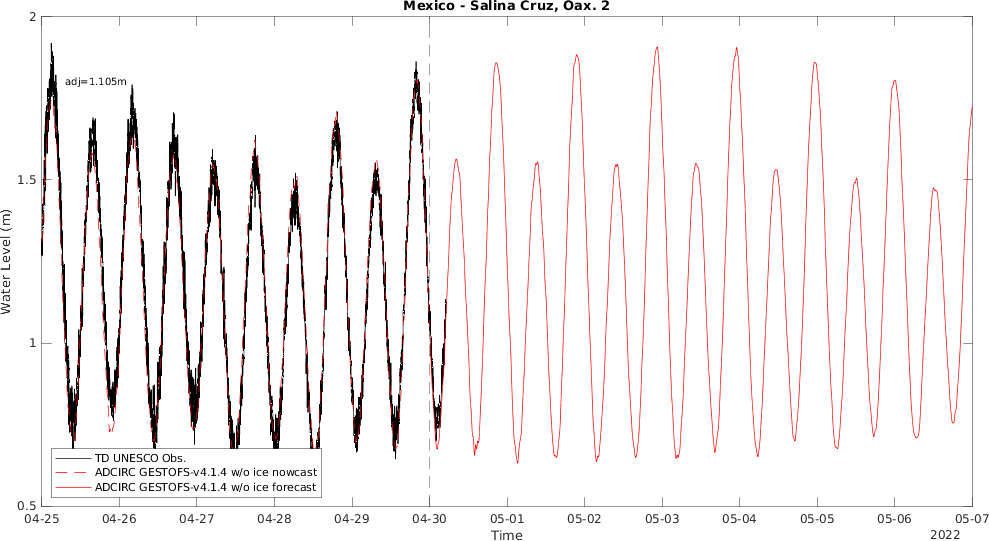 Mexico - Salina Cruz, Oax. 2
2
1.5
1
0.5
Water Level (m)
adj=1.105m
TD UNESCO Obs.
ADCIRC GESTOFS-v4.1.4 w/o ice nowcast
ADCIRC GESTOFS-v4.1.4 w/o ice forecast
04-25 04-26 04-27 04-28 04-29 04-30 05-01 05-02 05-03 05-04 05-05 05-06 05-07
Time
2022